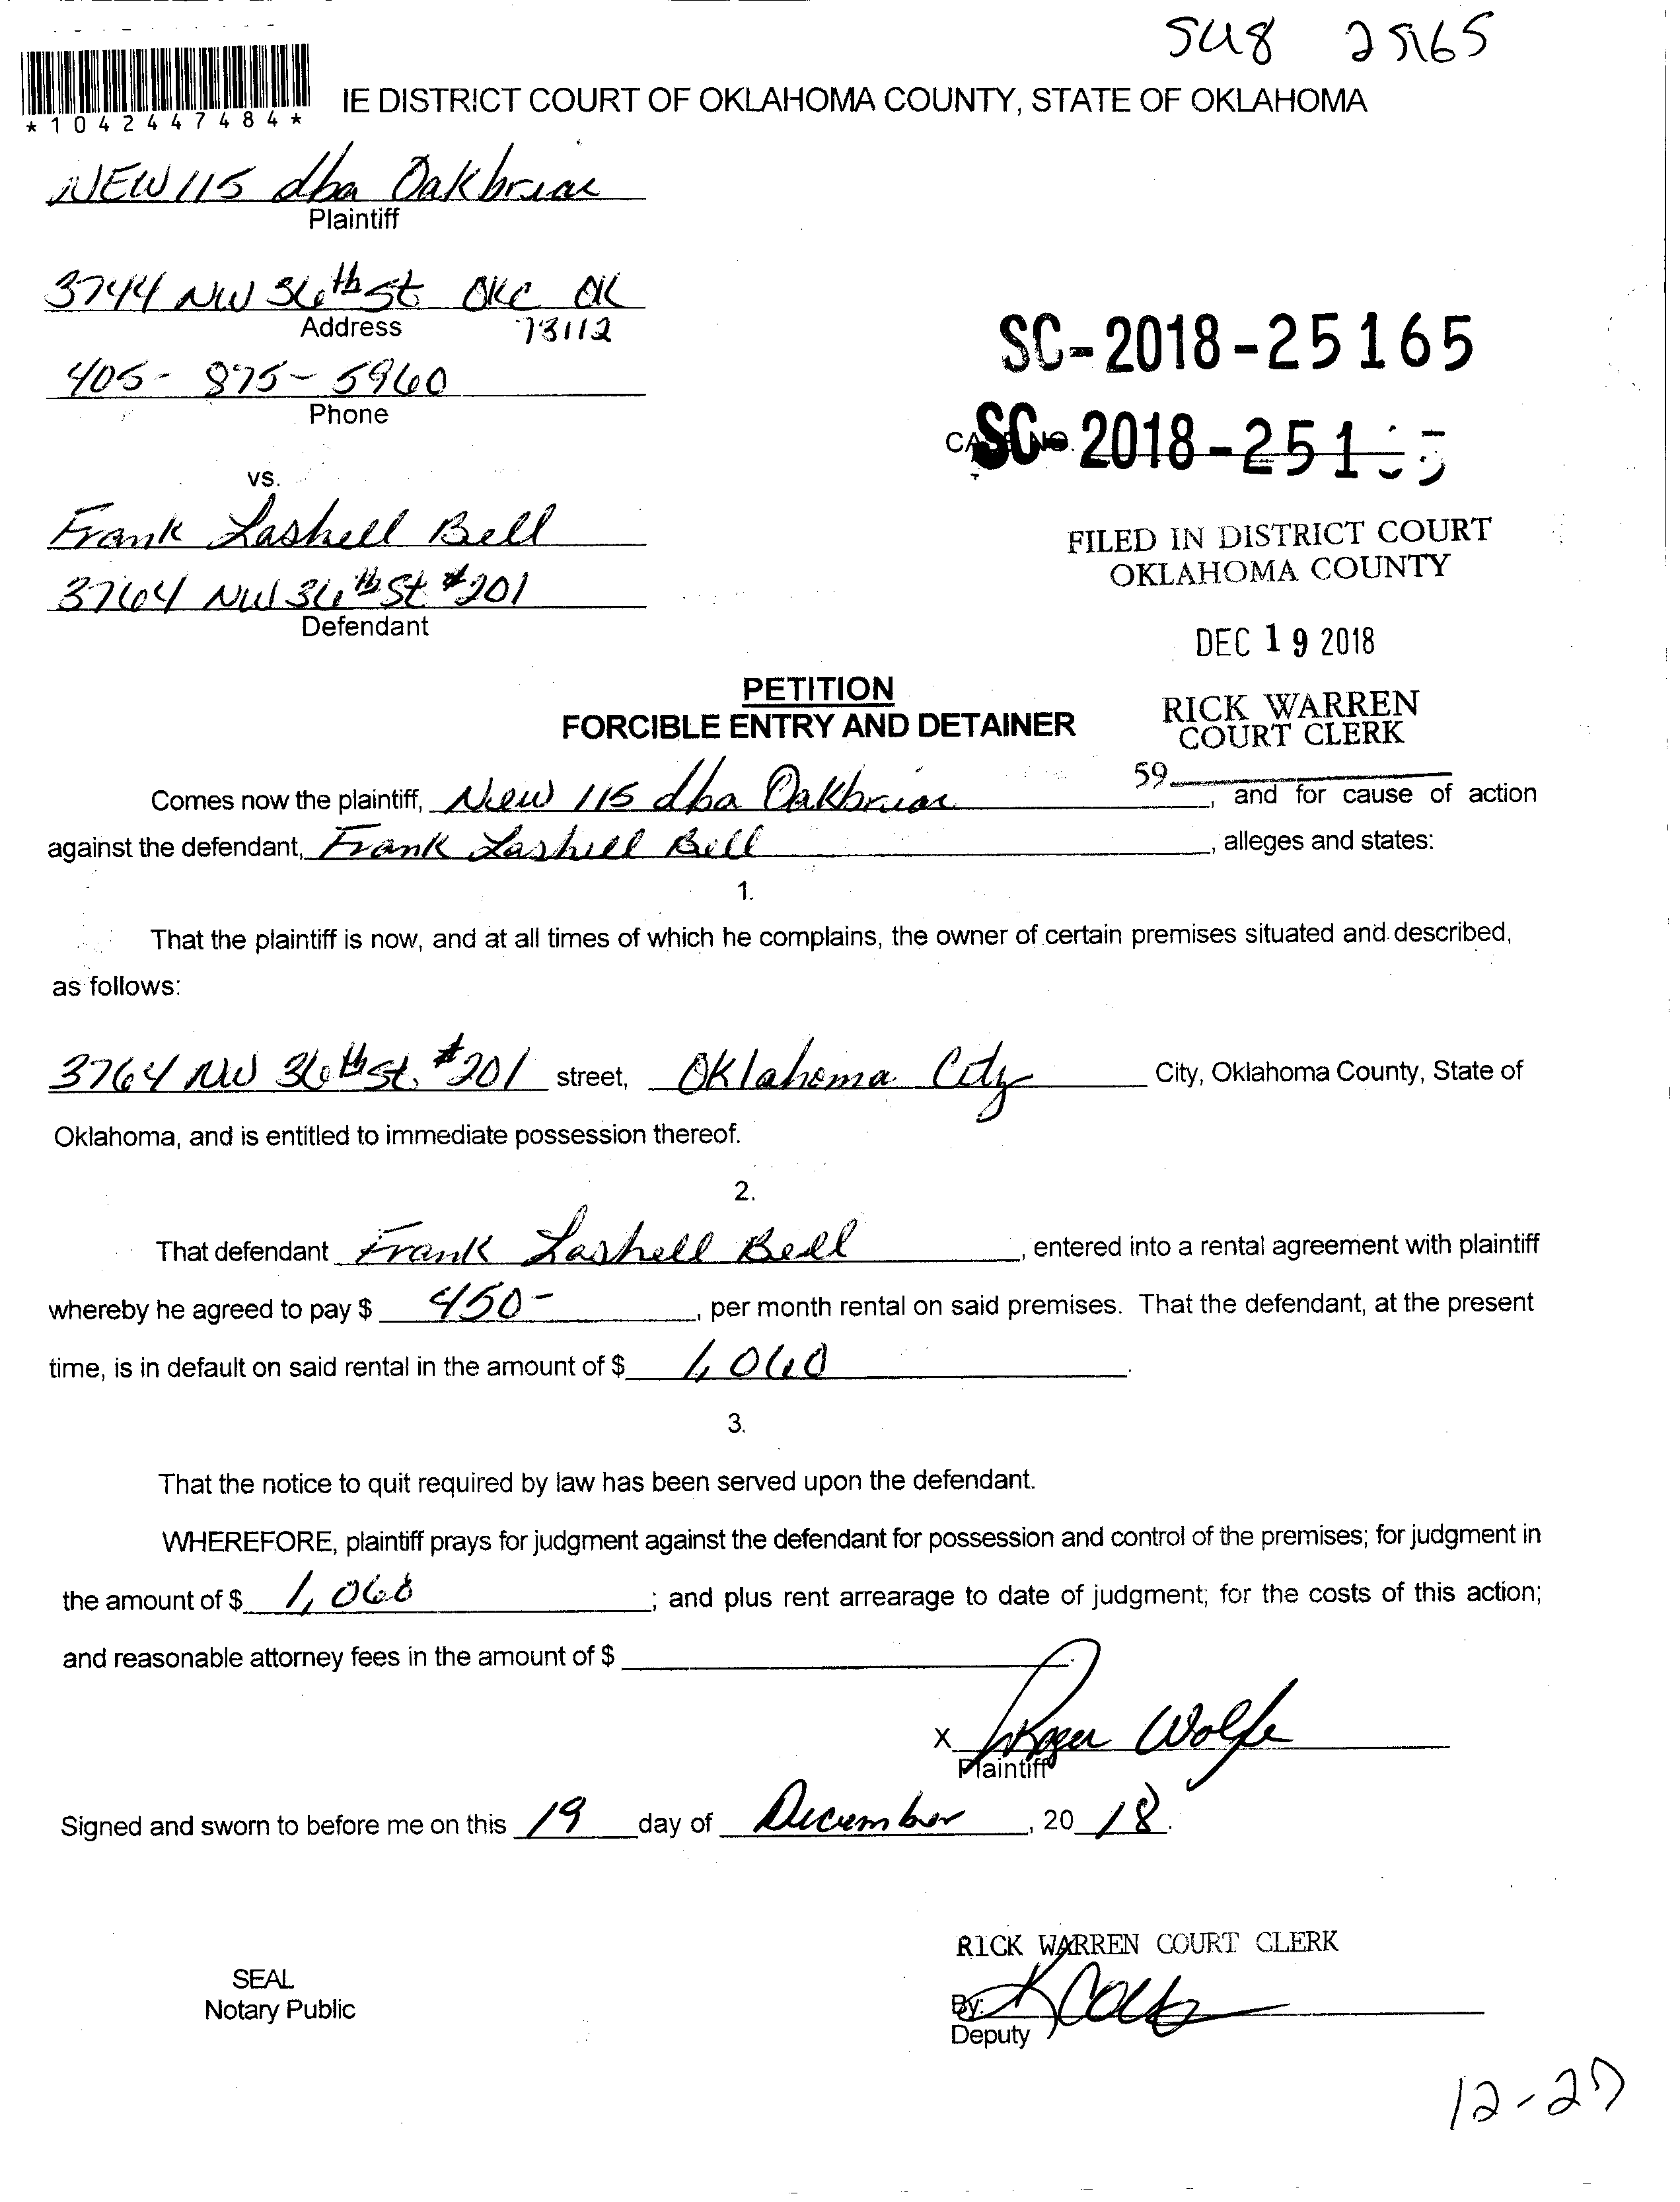 SC18 25165
*1042447484*
IE DISTRICT COURT OF OKLAHOMA COUNTY, STATE OF OKLAHOMA
NEW 115 dba Oakbriar
Plaintiff
3744 NW 36th St OKC OK
Address 73112
405-875-5960
Phone
SC-2018-25165
CASE NO. SC-2018-25165
vs.
Frank Lashell Bell
3764 NW 36th St #201
Defendant
FILED IN DISTRICT COURT
OKLAHOMA COUNTY
DEC 19 2018
PETITION
FORCIBLE ENTRY AND DETAINER
RICK WARREN
COURT CLERK
59
Comes now the plaintiff, New 115 dba Oakbriar, and for cause of action
against the defendant, Frank Lashell Bell, alleges and states:
1.
That the plaintiff is now, and at all times of which he complains, the owner of certain premises situated and described,
as follows:
3764 NW 36th St. #201 street, Oklahoma City City, Oklahoma County, State of
Oklahoma, and is entitled to immediate possession thereof.
2.
That defendant Frank Lashell Bell, entered into a rental agreement with plaintiff
whereby he agreed to pay $ 450-, per month rental on said premises. That the defendant, at the present
time, is in default on said rental in the amount of $ 1,060.
3.
That the notice to quit required by law has been served upon the defendant.
WHEREFORE, plaintiff prays for judgment against the defendant for possession and control of the premises; for judgment in
the amount of $ 1,060; and plus rent arrearage to date of judgment; for the costs of this action;
and reasonable attorney fees in the amount of $
X Roger Wolfe
Plaintiff
Signed and sworn to before me on this 19 day of December, 20 18.
RICK WARREN COURT CLERK
SEAL
Notary Public
By:
Deputy
12-27